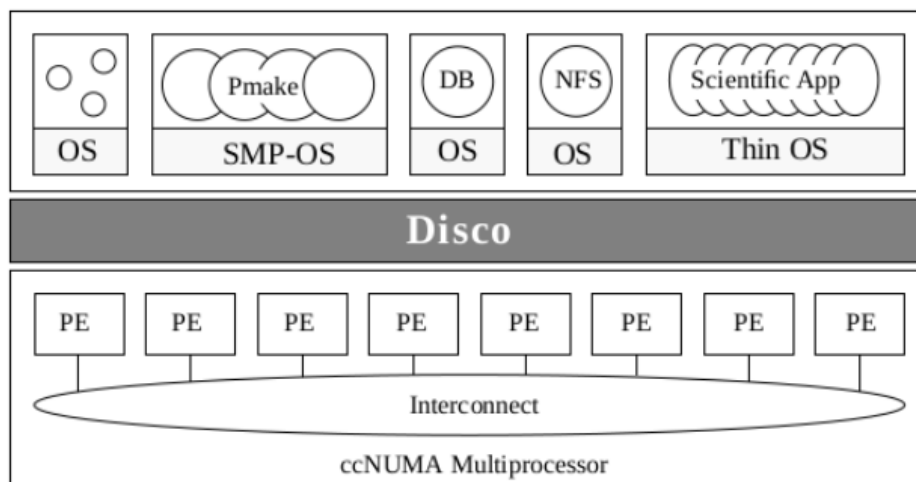 Pmake
DB
NFS
Scientific App
OS
SMP-OS
OS
OS
Thin OS
Disco
PE PE PE PE PE PE PE PE
Interconnect
ccNUMA Multiprocessor